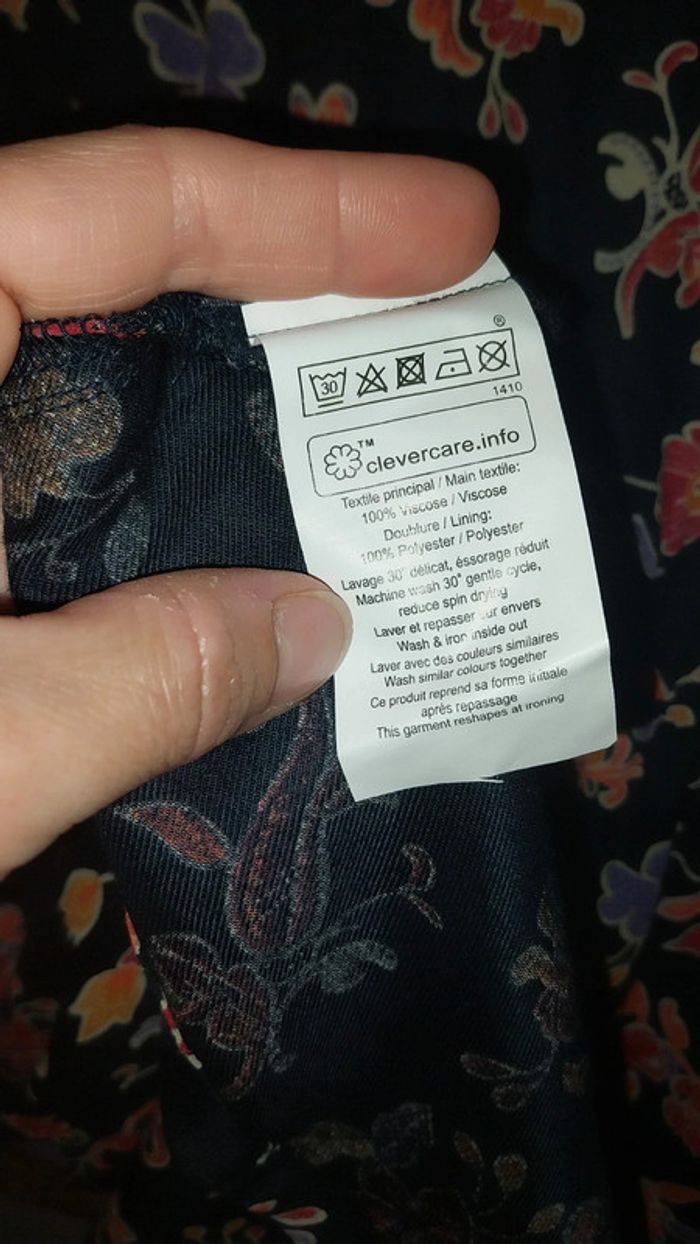 ®
30
1410
TM
clevercare.info
Textile principal / Main textile:
100% Viscose / Viscose
Doublure / Lining:
100% Polyester / Polyester
Lavage 30° délicat, éssorage réduit
Machine wash 30° gentle cycle,
reduce spin drying
Laver et repasser sur envers
Wash & iron inside out
Laver avec des couleurs similaires
Wash similar colours together
Ce produit reprend sa forme initiale
après repassage
This garment reshapes at ironing